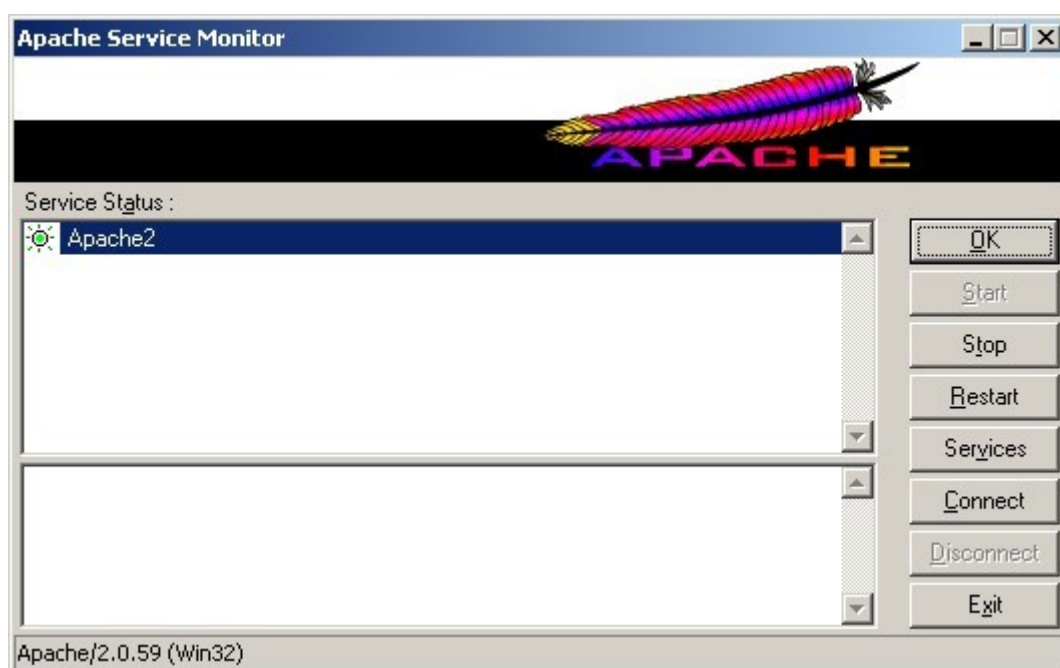 Apache Service Monitor
APACHE
Service Status :
Apache2
OK
Start
Stop
Restart
Services
Connect
Disconnect
Exit
Apache/2.0.59 (Win32)